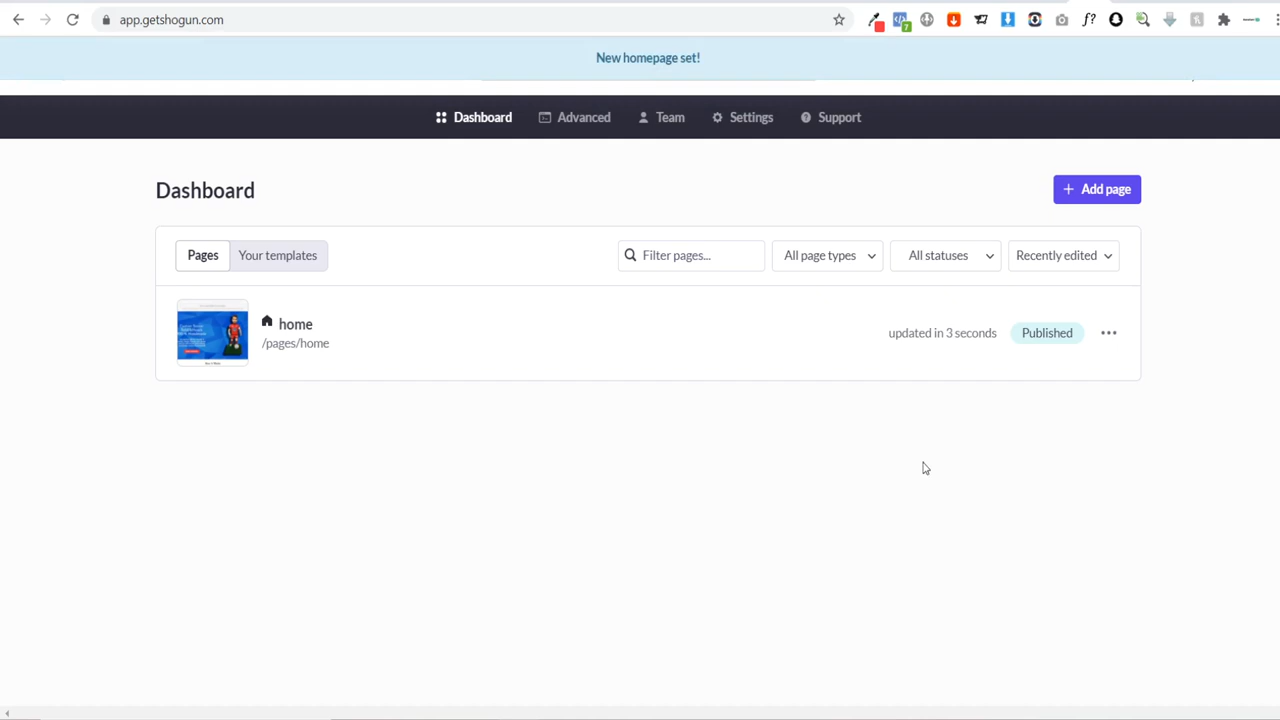 app.getshogun.com
7
f?
New homepage set!
Dashboard
Advanced
Team
Settings
Support
Dashboard
+ Add page
Pages
Your templates
Filter pages...
All page types
All statuses
Recently edited
home
/pages/home
updated in 3 seconds
Published